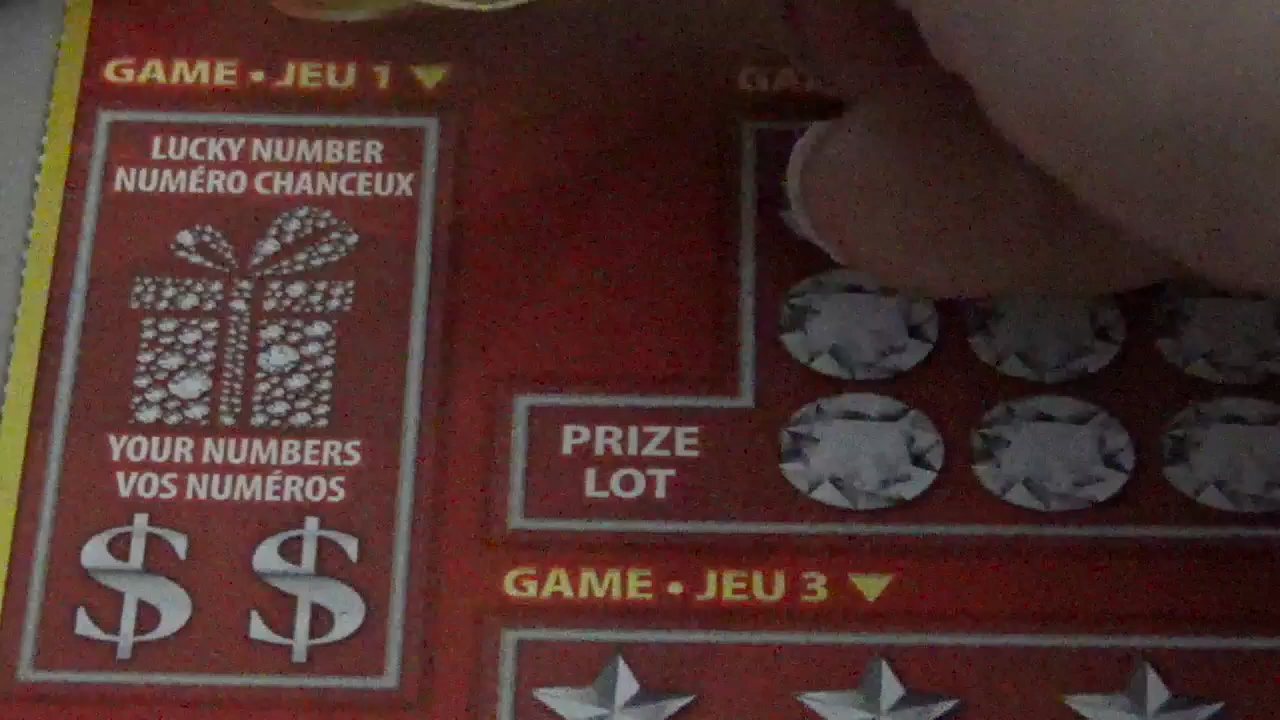 GAME • JEU 1
LUCKY NUMBER
NUMÉRO CHANCEUX
YOUR NUMBERS
VOS NUMÉROS
$ $
PRIZE
LOT
GAME • JEU 3